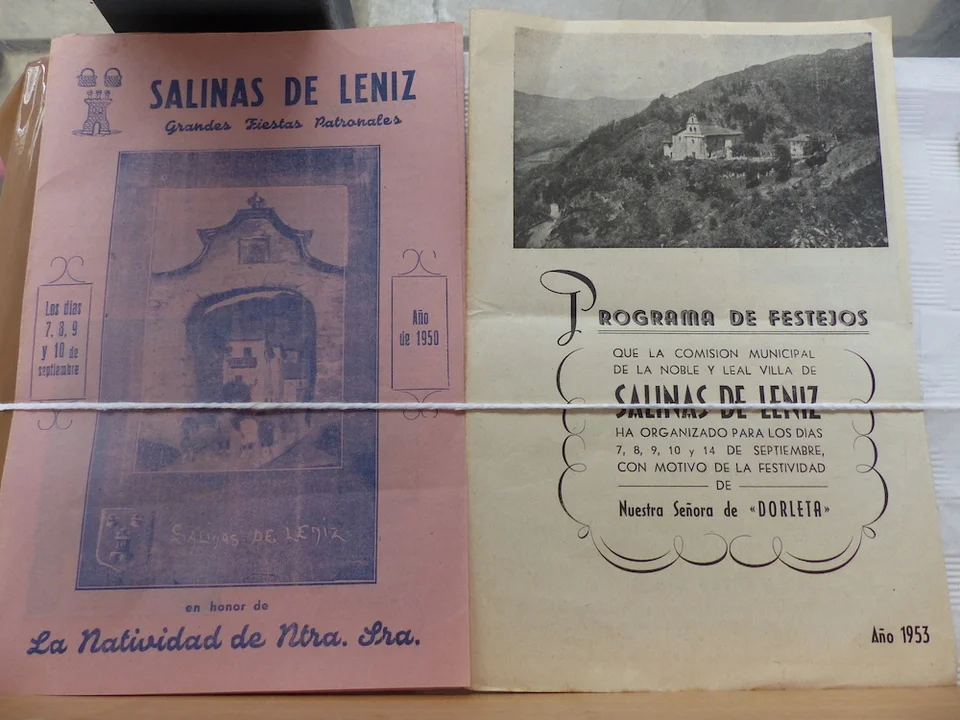 SALINAS DE LENIZ
Grandes Fiestas Patronales
Los dias
7, 8, 9
y 10 de
septiembre
Año
de 1950
SALINAS DE LENIZ
en honor de
La Natividad de Ntra. Sra.
PROGRAMA DE FESTEJOS
QUE LA COMISION MUNICIPAL
DE LA NOBLE Y LEAL VILLA DE
SALINAS DE LENIZ
HA ORGANIZADO PARA LOS DIAS
7, 8, 9, 10 y 14 DE SEPTIEMBRE,
CON MOTIVO DE LA FESTIVIDAD
DE
Nuestra Señora de «DORLETA»
Año 1953